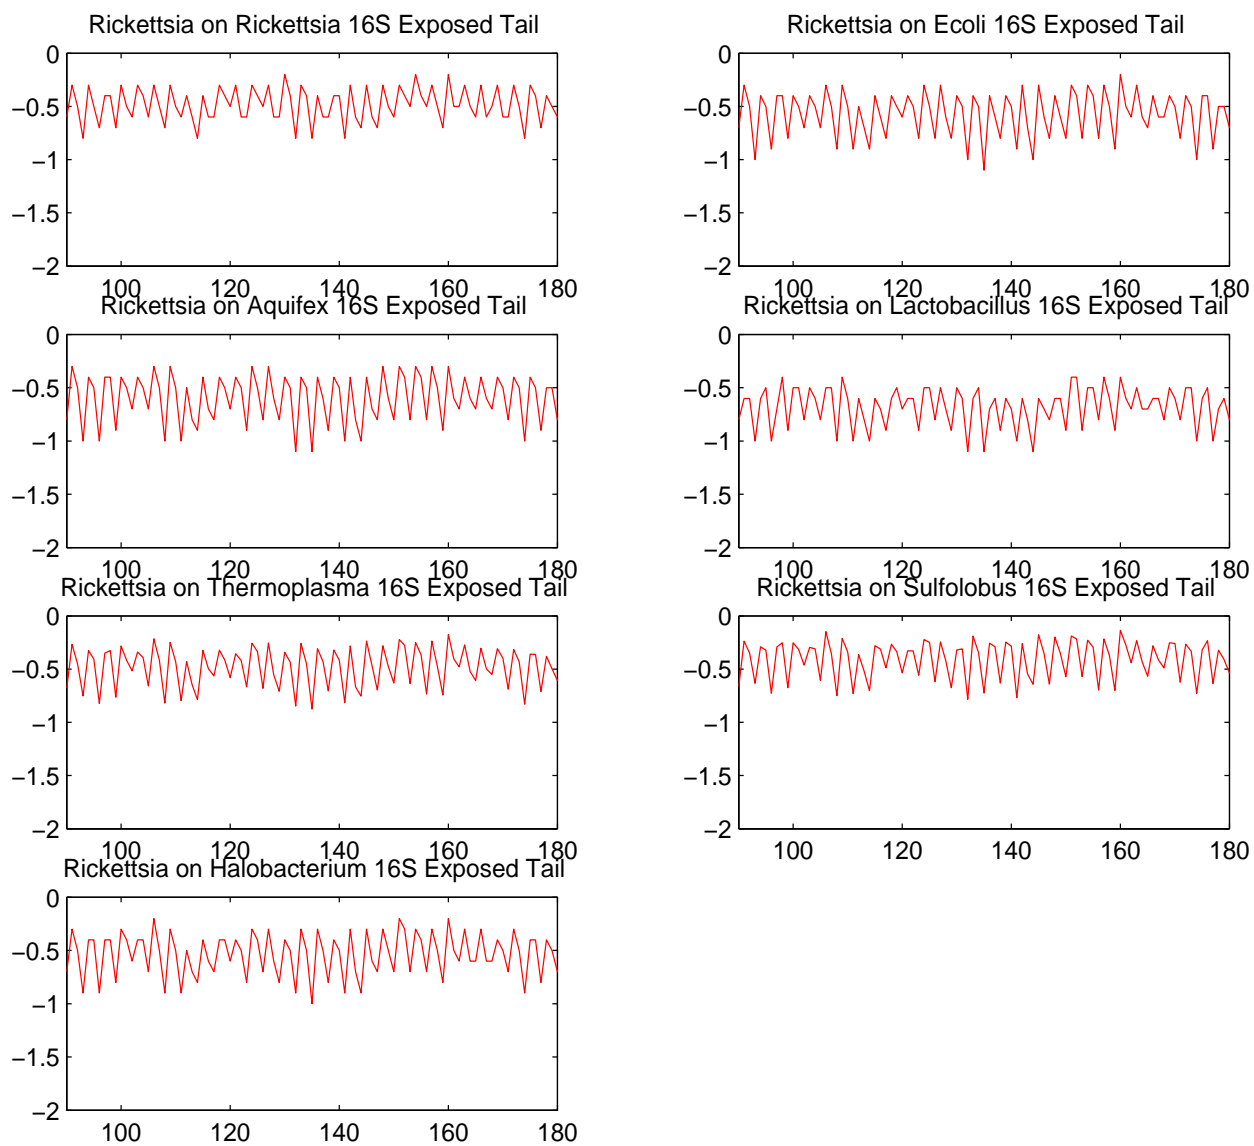 Rickettsia on Rickettsia 16S Exposed Tail
0
−0.5
−1
−1.5
−2
100 120 140 160 180
Rickettsia on Ecoli 16S Exposed Tail
0
−0.5
−1
−1.5
−2
100 120 140 160 180
Rickettsia on Aquifex 16S Exposed Tail
0
−0.5
−1
−1.5
−2
100 120 140 160 180
Rickettsia on Lactobacillus 16S Exposed Tail
0
−0.5
−1
−1.5
−2
100 120 140 160 180
Rickettsia on Thermoplasma 16S Exposed Tail
0
−0.5
−1
−1.5
−2
100 120 140 160 180
Rickettsia on Sulfolobus 16S Exposed Tail
0
−0.5
−1
−1.5
−2
100 120 140 160 180
Rickettsia on Halobacterium 16S Exposed Tail
0
−0.5
−1
−1.5
−2
100 120 140 160 180